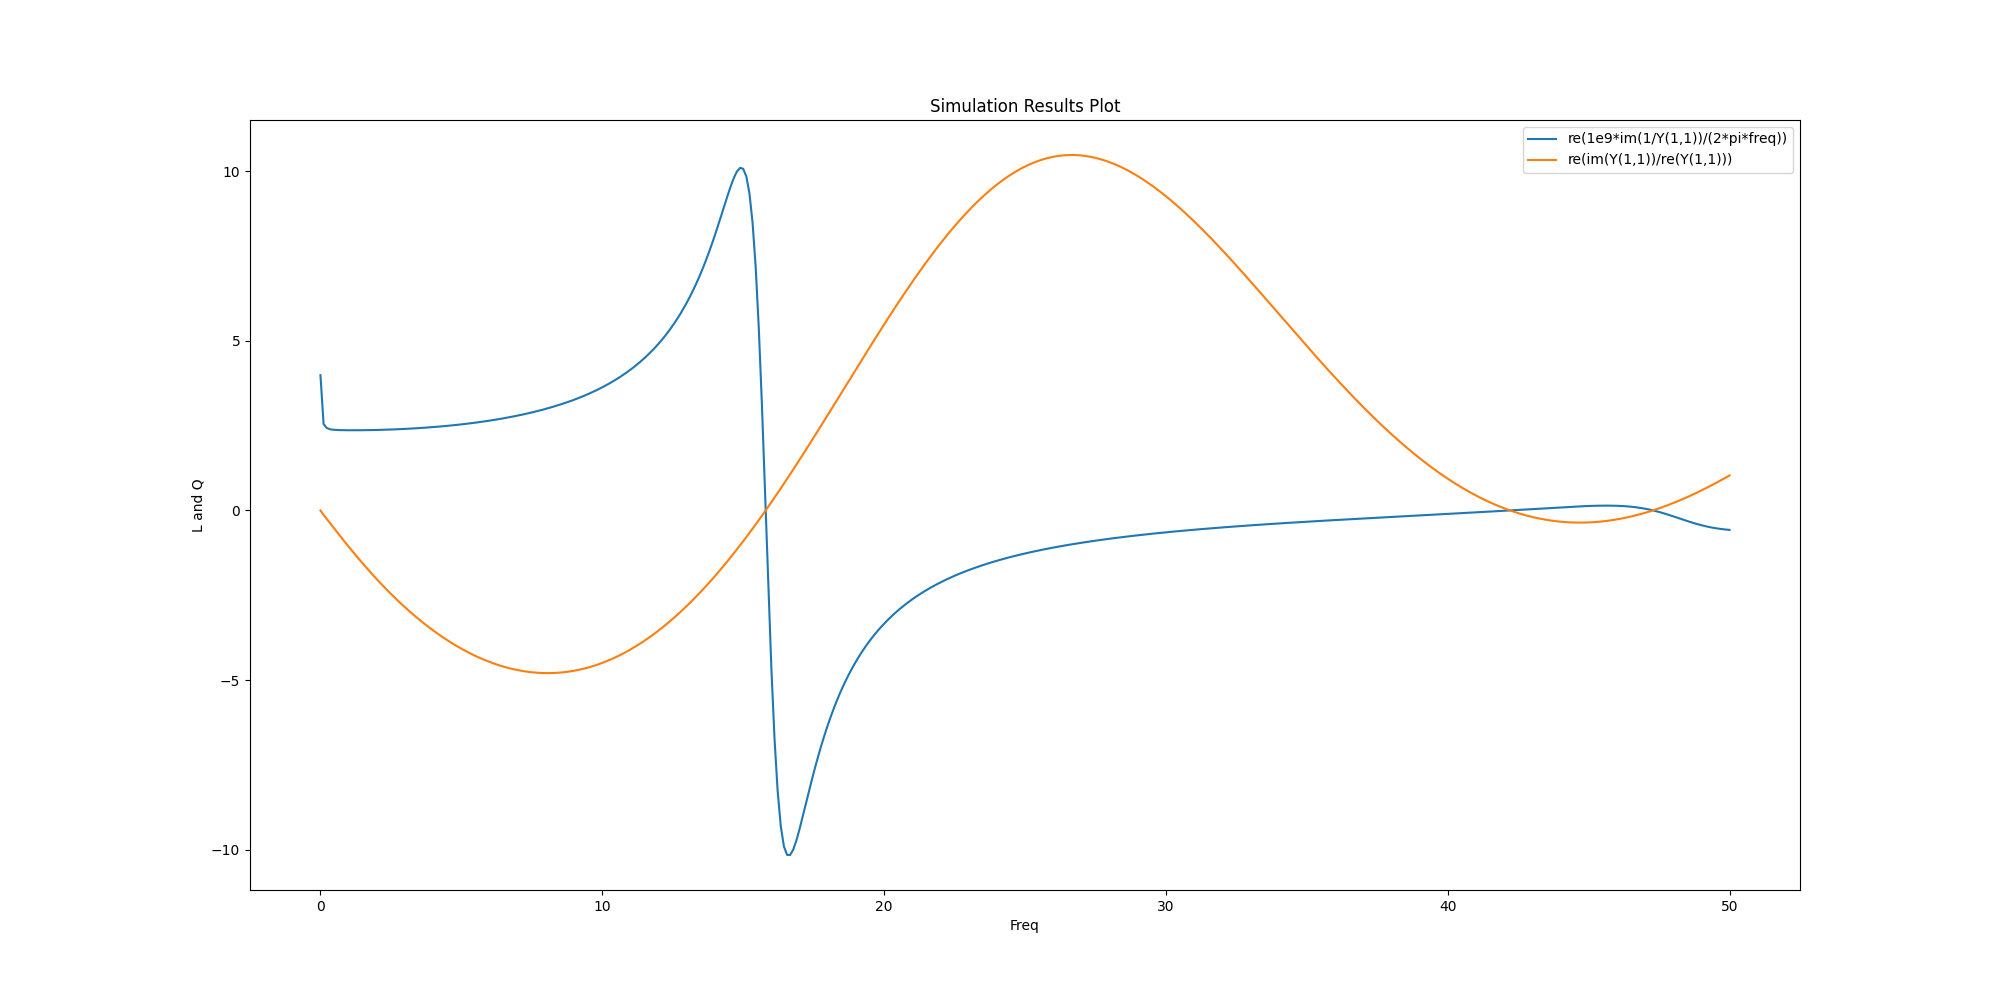 Simulation Results Plot
re(1e9*im(1/Y(1,1))/(2*pi*freq))
re(im(Y(1,1))/re(Y(1,1)))
10
5
0
−5
−10
L and Q
0 10 20 30 40 50
Freq